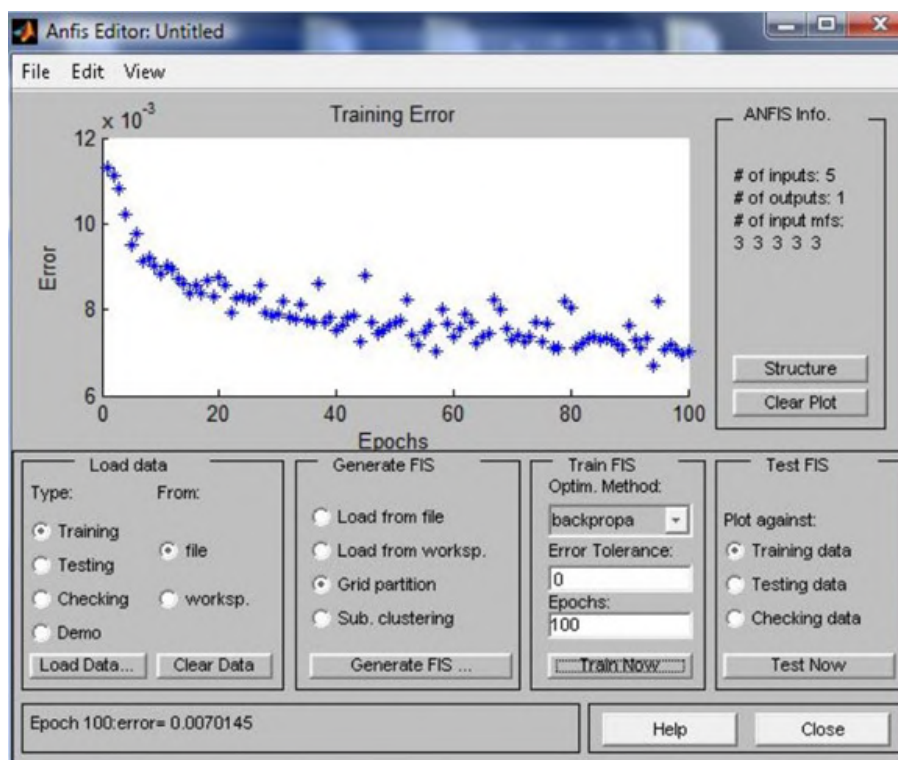 Anfis Editor: Untitled
File Edit View
x 10^-3
Training Error
12
10
8
6
Error
0 20 40 60 80 100
Epochs
ANFIS Info.
# of inputs: 5
# of outputs: 1
# of input mfs:
3 3 3 3 3
Structure
Clear Plot
Load data
Type: From:
Training
Testing
Checking
Demo
file
worksp.
Load Data... Clear Data
Generate FIS
Load from file
Load from worksp.
Grid partition
Sub. clustering
Generate FIS ...
Train FIS
Optim. Method:
backpropa
Error Tolerance:
0
Epochs:
100
Train Now
Test FIS
Plot against:
Training data
Testing data
Checking data
Test Now
Epoch 100:error= 0.0070145
Help Close